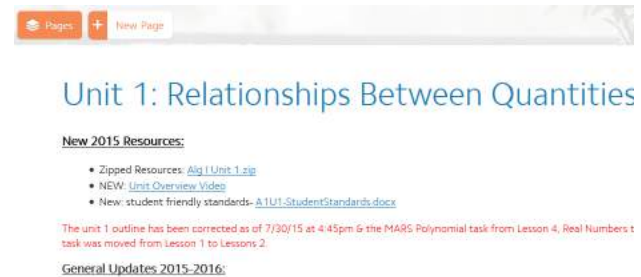 Pages + New Page
Unit 1: Relationships Between Quantities
New 2015 Resources:
• Zipped Resources: Alg I Unit 1.zip
• NEW: Unit Overview Video
• New: student friendly standards- A1U1-StudentStandards.docx
The unit 1 outline has been corrected as of 7/30/15 at 4:45pm & the MARS Polynomial task from Lesson 4, Real Numbers t
task was moved from Lesson 1 to Lessons 2.
General Updates 2015-2016: